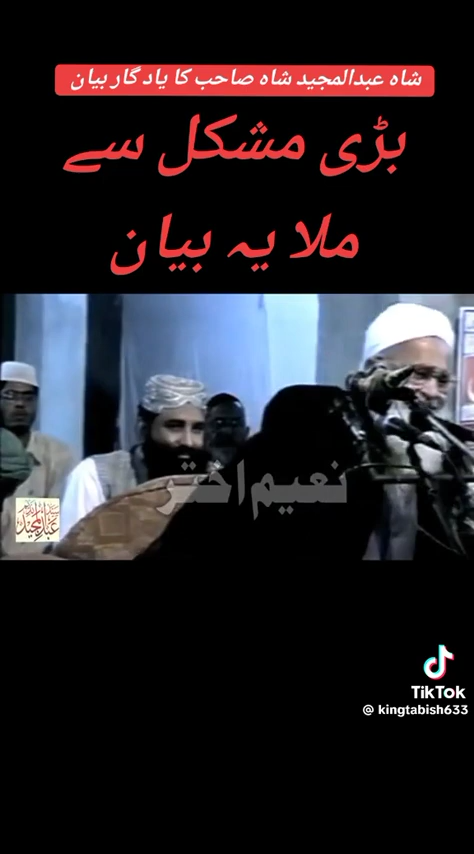 شاہ عبدالمجید شاہ صاحب کا یادگار بیان
بڑی مشکل سے
ملا یہ بیان
نعیم اختر
TikTok
@ kingtabish633